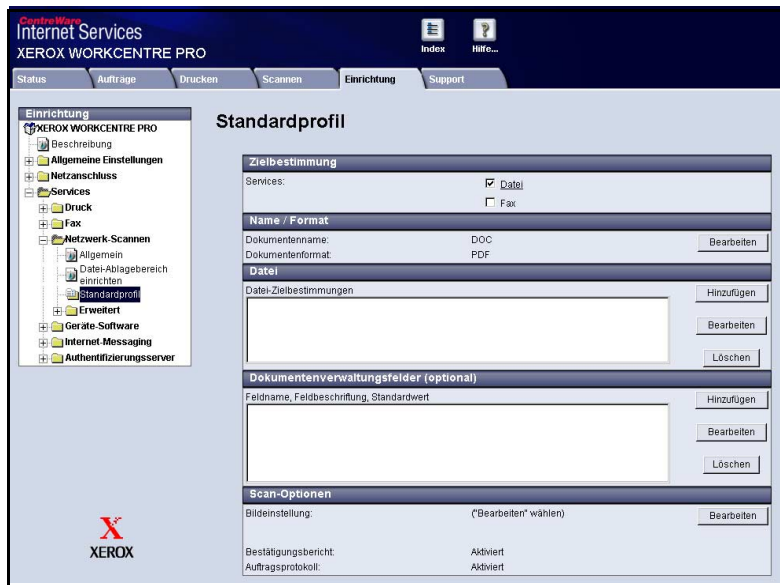 CentreWare
Internet Services
XEROX WORKCENTRE PRO
Index
Hilfe...
Status
Aufträge
Drucken
Scannen
Einrichtung
Support
Einrichtung
XEROX WORKCENTRE PRO
Beschreibung
Allgemeine Einstellungen
Netzanschluss
Services
Druck
Fax
Netzwerk-Scannen
Allgemein
Datei-Ablagebereich
einrichten
Standardprofil
Erweitert
Geräte-Software
Internet-Messaging
Authentifizierungsserver
X
XEROX
Standardprofil
Zielbestimmung
Services: Datei
Fax
Name / Format
Dokumentenname: DOC Bearbeiten
Dokumentenformat: PDF
Datei
Datei-Zielbestimmungen Hinzufügen
Bearbeiten
Löschen
Dokumentenverwaltungsfelder (optional)
Feldname, Feldbeschriftung, Standardwert Hinzufügen
Bearbeiten
Löschen
Scan-Optionen
Bildeinstellung: ("Bearbeiten" wählen) Bearbeiten
Bestätigungsbericht: Aktiviert
Auftragsprotokoll: Aktiviert